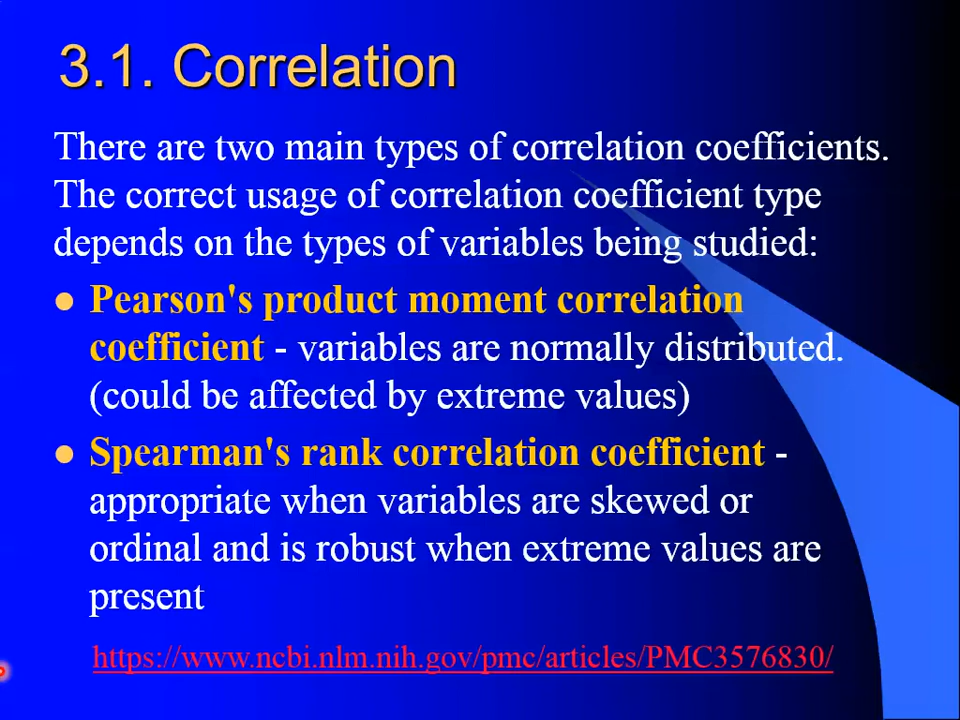 3.1. Correlation
There are two main types of correlation coefficients.
The correct usage of correlation coefficient type
depends on the types of variables being studied:
Pearson's product moment correlation
coefficient - variables are normally distributed.
(could be affected by extreme values)
Spearman's rank correlation coefficient -
appropriate when variables are skewed or
ordinal and is robust when extreme values are
present
https://www.ncbi.nlm.nih.gov/pmc/articles/PMC3576830/